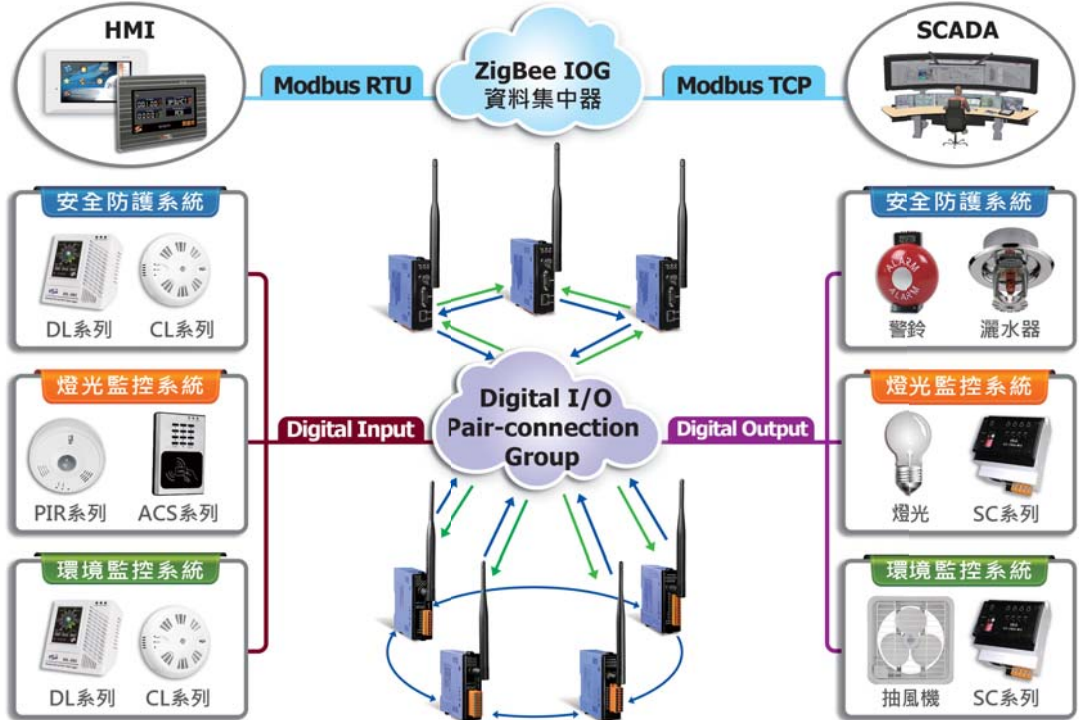 HMI
SCADA
Modbus RTU
ZigBee IOG
資料集中器
Modbus TCP
安全防護系統
DL系列
CL系列
安全防護系統
ALARM
ALARM
警鈴
灑水器
燈光監控系統
PIR系列
ACS系列
Digital Input
Digital I/O
Pair-connection
Group
Digital Output
燈光監控系統
燈光
SC系列
環境監控系統
DL系列
CL系列
環境監控系統
抽風機
SC系列